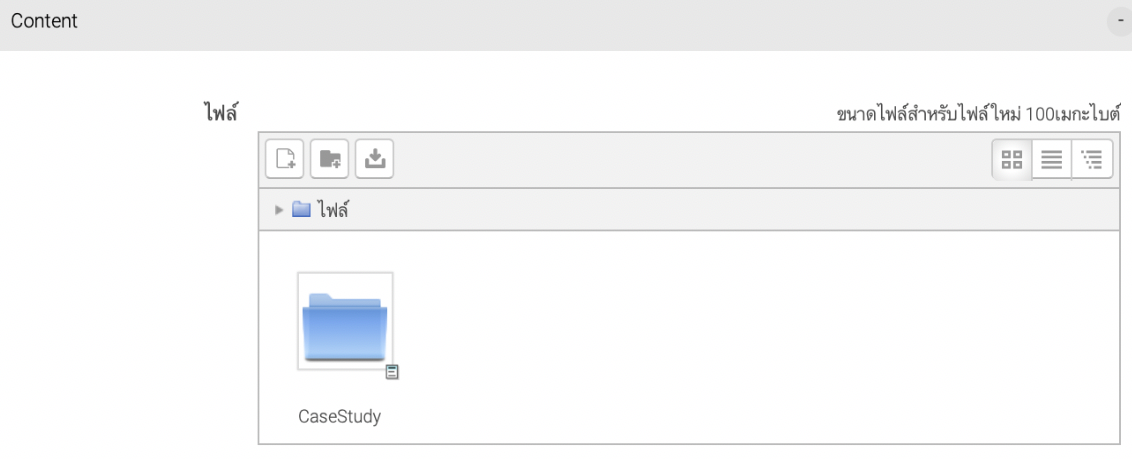 Content
-
ไฟล์
ขนาดไฟล์สำหรับไฟล์ใหม่ 100เมกะไบต์
ไฟล์
CaseStudy